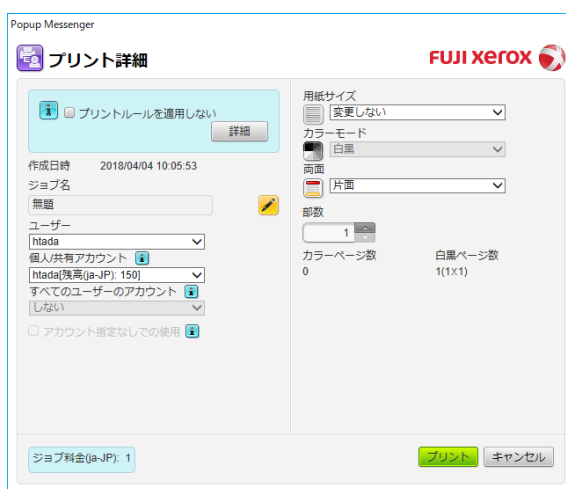 Popup Messenger
プリント詳細
FUJI xerox
プリントルールを適用しない
詳細
作成日時 2018/04/04 10:05:53
ジョブ名
無題
ユーザー
htada
個人/共有アカウント
htada[残高(ja-JP): 150]
すべてのユーザーのアカウント
しない
アカウント指定なしでの使用
用紙サイズ
変更しない
カラーモード
白黒
両面
片面
部数
1
カラーページ数 白黒ページ数
0 1(1×1)
ジョブ料金(ja-JP): 1
プリント
キャンセル